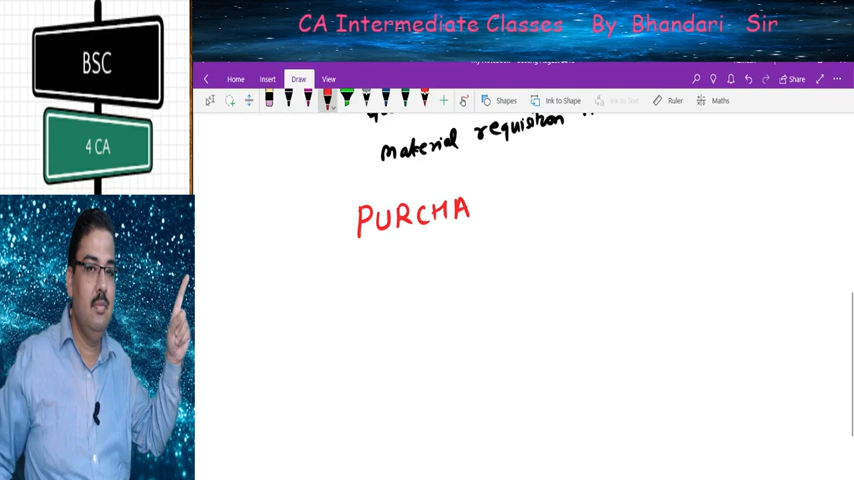 BSC
4 CA
CA Intermediate Classes By Bhandari Sir
Home Insert Draw View
Share
Shapes Ink to Shape Ink to Text Ruler Maths
material requisition
PURCHA